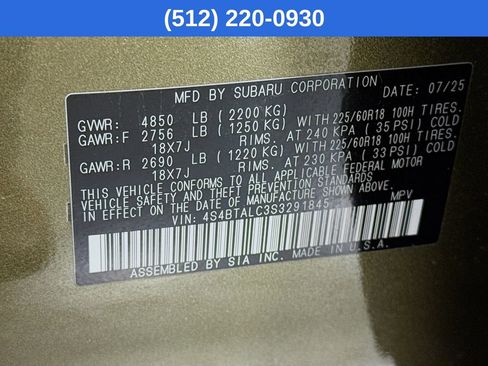 (512) 220-0930
MFD BY SUBARU CORPORATION DATE: 07/25
GVWR: 4850 LB (2200 KG)
GAWR:F 2756 LB (1250 KG) WITH 225/60R18 100H TIRES.
18X7J RIMS. AT 240 KPA (35 PSI) COLD
GAWR:R 2690 LB (1220 KG) WITH 225/60R18 100H TIRES.
18X7J RIMS. AT 230 KPA (33 PSI) COLD
THIS VEHICLE CONFORMS TO ALL APPLICABLE FEDERAL MOTOR
VEHICLE SAFETY AND THEFT PREVENTION STANDARDS IN EFFECT
ON THE DATE OF MANUFACTURE SHOWN ABOVE.
VIN: 4S4BTALC3S3291845 MPV
ASSEMBLED BY SIA INC. MADE IN U.S.A.